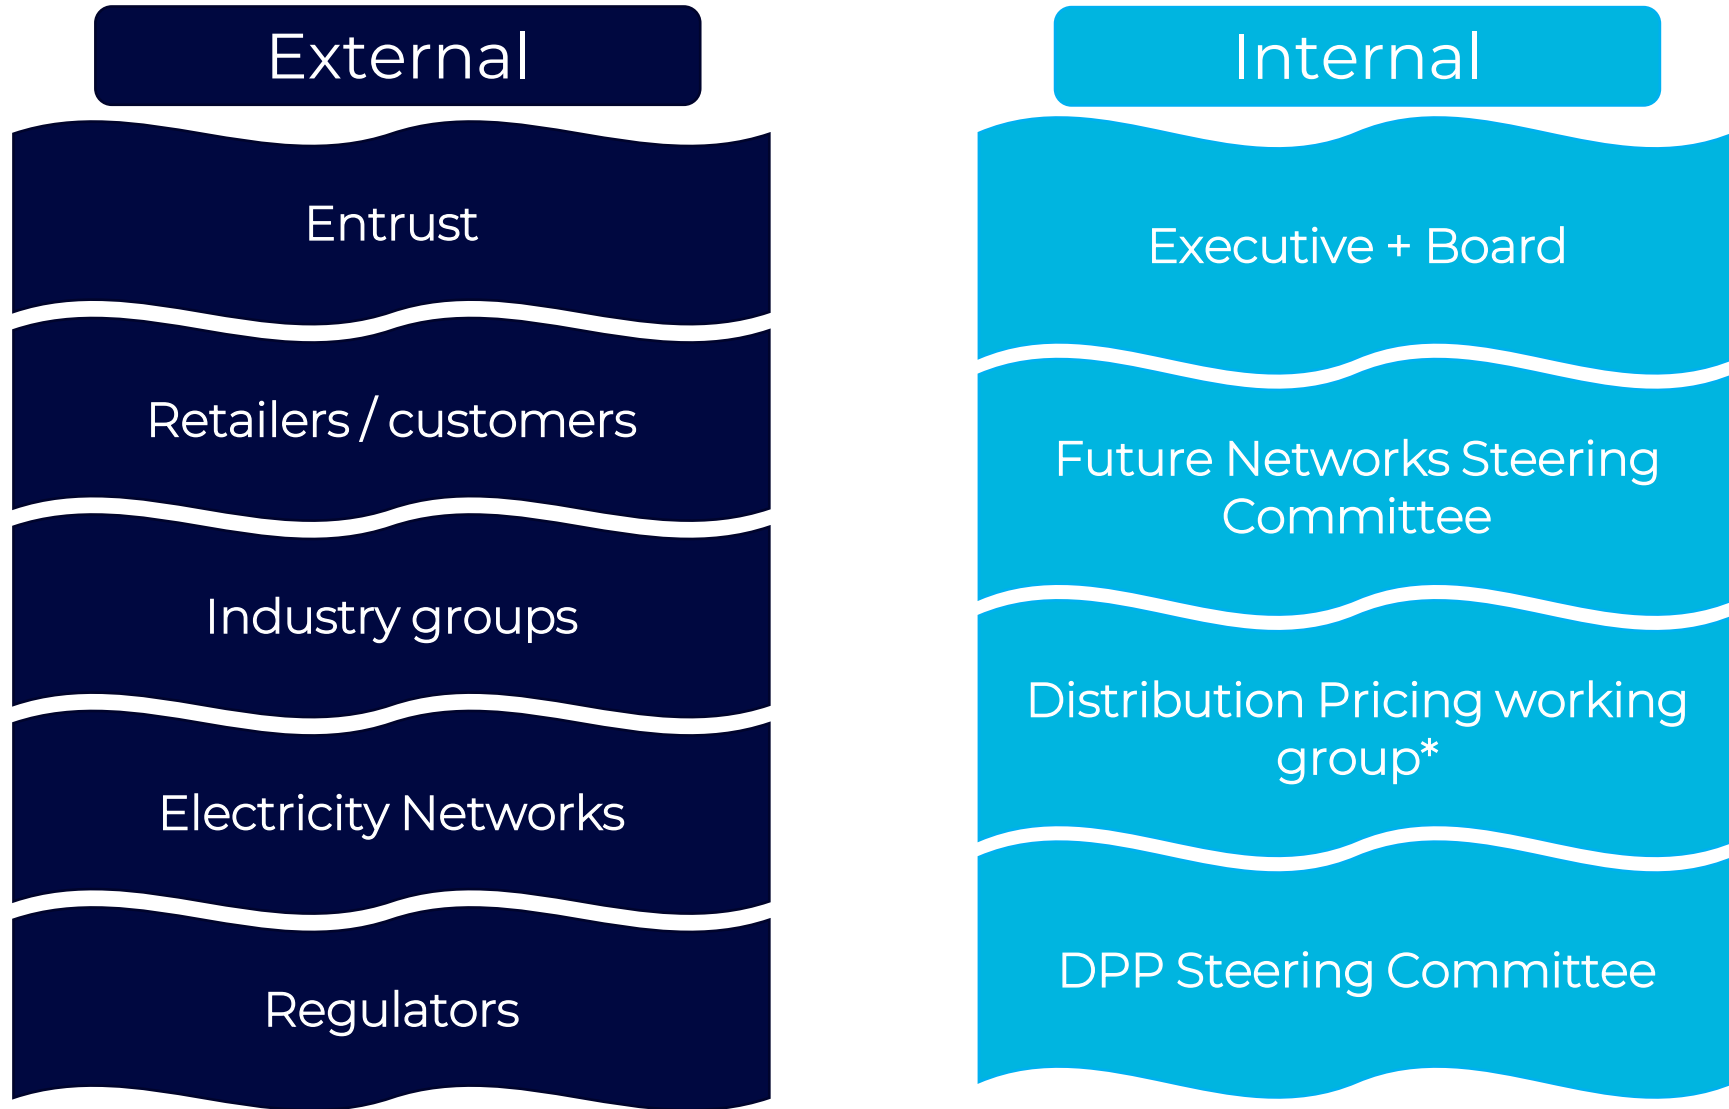 External
Entrust
Retailers / customers
Industry groups
Electricity Networks
Regulators
Internal
Executive + Board
Future Networks Steering
Committee
Distribution Pricing working
group*
DPP Steering Committee